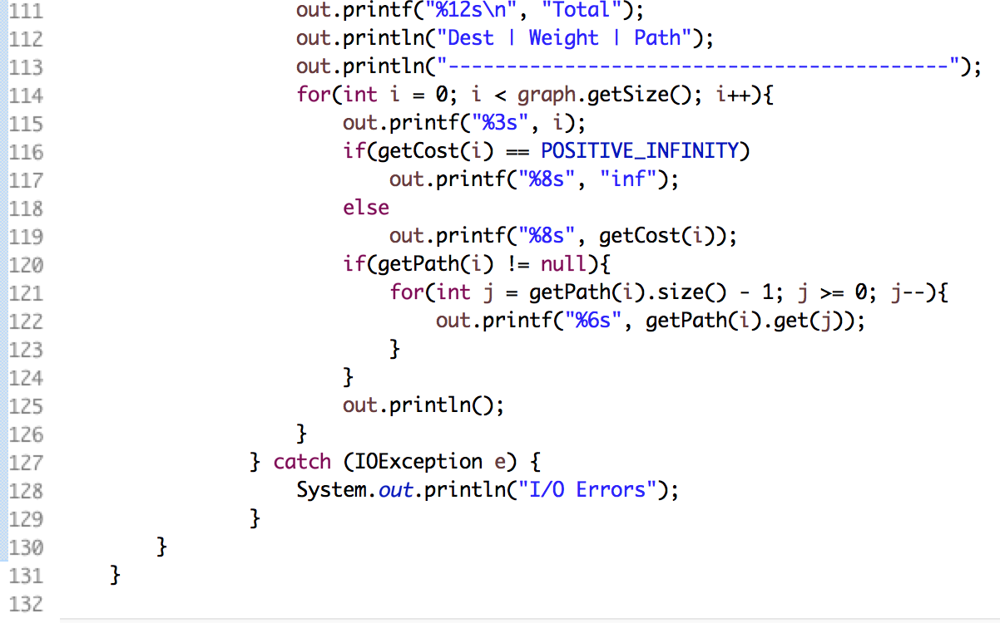 111 out.printf("%12s\n", "Total");
112 out.println("Dest | Weight | Path");
113 out.println("-------------------------------------------");
114 for(int i = 0; i < graph.getSize(); i++){
115 out.printf("%3s", i);
116 if(getCost(i) == POSITIVE_INFINITY)
117 out.printf("%8s", "inf");
118 else
119 out.printf("%8s", getCost(i));
120 if(getPath(i) != null){
121 for(int j = getPath(i).size() - 1; j >= 0; j--){
122 out.printf("%6s", getPath(i).get(j));
123 }
124 }
125 out.println();
126 }
127 } catch (IOException e) {
128 System.out.println("I/O Errors");
129 }
130 }
131 }
132